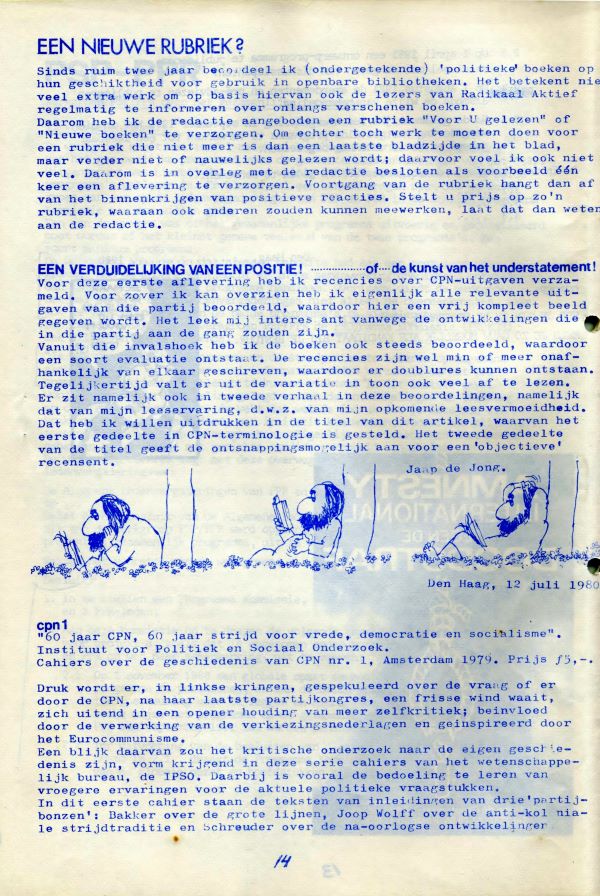 EEN NIEUWE RUBRIEK?
Sinds ruim twee jaar beoordeel ik (ondergetekende) 'politieke' boeken op
hun geschiktheid voor gebruik in openbare bibliotheken. Het betekent nie
veel extra werk om op basis hiervan ook de lezers van Radikaal Aktief
regelmatig te informeren over onlangs verschenen boeken.
Daarom heb ik de redactie aangeboden een rubriek "Voor U gelezen" of
"Nieuwe boeken" te verzorgen. Om echter toch werk te moeten doen voor
een rubriek die niet meer is dan een laatste bladzijde in het blad,
maar verder niet of nauwelijks gelezen wordt; daarvoor voel ik ook niet
veel. Daarom is in overleg met de redactie besloten als voorbeeld één
keer een aflevering te verzorgen. Voortgang van de rubriek hangt dan af
van het binnenkrijgen van positieve reacties. Stelt u prijs op zo'n
rubriek, waaraan ook anderen zouden kunnen meewerken, laat dat dan weten
aan de redactie.
EEN VERDUIDELIJKING VAN EEN POSITIE! ..................of... de kunst van het understatement!
Voor deze eerste aflevering heb ik recencies over CPN-uitgaven verza-
meld. Voor zover ik kan overzien heb ik eigenlijk alle relevante uit-
gaven van die partij beoordeeld, waardoor hier een vrij kompleet beeld
gegeven wordt. Het leek mij interes ant vanwege de ontwikkelingen die
in die partij aan de gang zouden zijn.
Vanuit die invalshoek heb ik de boeken ook steeds beoordeeld, waardoor
een soort evaluatie ontstaat. De recencies zijn wel min of meer onaf-
hankelijk van elkaar geschreven, waardoor er doublures kunnen ontstaan.
Tegelijkertijd valt er uit de variatie in toon ook veel af te lezen.
Er zit namelijk ook in tweede verhaal in deze beoordelingen, namelijk
dat van mijn leeservaring, d.w.z. van mijn opkomende leesvermoeidheid.
Dat heb ik willen uitdrukken in de titel van dit artikel, waarvan het
eerste gedeelte in CPN-terminologie is gesteld. Het tweede gedeelte
van de titel geeft de ontsnappingsmogelijk aan voor een 'objectieve'
recensent.
Jaap de Jong.
Den Haag, 12 juli 1980
cpn1
"60 jaar CPN, 60 jaar strijd voor vrede, democratie en socialisme".
Instituut voor Politiek en Sociaal Onderzoek.
Cahiers over de geschiedenis van CPN nr. 1, Amsterdam 1979. Prijs ƒ5,-.
Druk wordt er, in linkse kringen, gespekuleerd over de vraag of er
door de CPN, na haar laatste partijkongres, een frisse wind waait,
zich uitend in een opener houding van meer zelfkritiek; beinvloed
door de verwerking van de verkiezingsnederlagen en geïnspireerd door
het Eurocommunisme.
Een blijk daarvan zou het kritische onderzoek naar de eigen geschie-
denis zijn, vorm krijgend in deze serie cahiers van het wetenschappe-
lijk bureau, de IPSO. Daarbij is vooral de bedoeling te leren van
vroegere ervaringen voor de aktuele politieke vraagstukken.
In dit eerste cahier staan de teksten van inleidingen van drie 'partij-
bonzen': Bakker over de grote lijnen, Joop Wolff over de anti-kol nia-
le strijdtraditie en Schreuder over de na-oorlogse ontwikkelinger
14